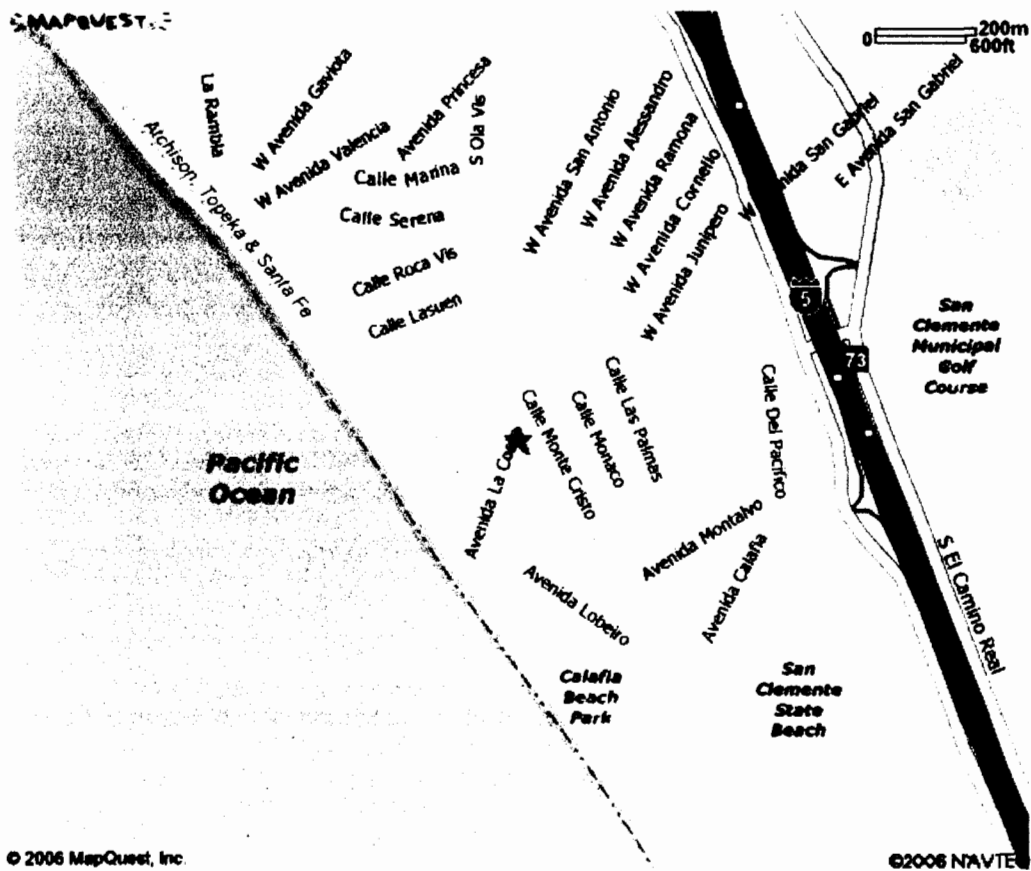 MAPQUEST
0 200m
600ft
La Rambla
W Avenida Gaviota
Avenida Princesa
S Ola Vis
W Avenida Valencia
Calle Marina
Calle Serena
Atchison, Topeka & Santa Fe
Calle Roca Vis
Calle Lasuen
W Avenida San Antonio
W Avenida Alessandro
W Avenida Ramona
W Avenida Cornelio
W Avenida Junipero
W nida San Gabriel
E Avenida San Gabriel
5
73
San
Clemente
Municipal
Golf
Course
Calle Las Palmas
Calle Monaco
Calle Monte Cristo
Calle Del Pacifico
Pacific
Ocean
Avenida La Co
Avenida Montalvo
Avenida Calafia
Avenida Lobeiro
S El Camino Real
Calafia
Beach
Park
San
Clemente
State
Beach
© 2006 MapQuest, Inc.
©2006 NAVTE